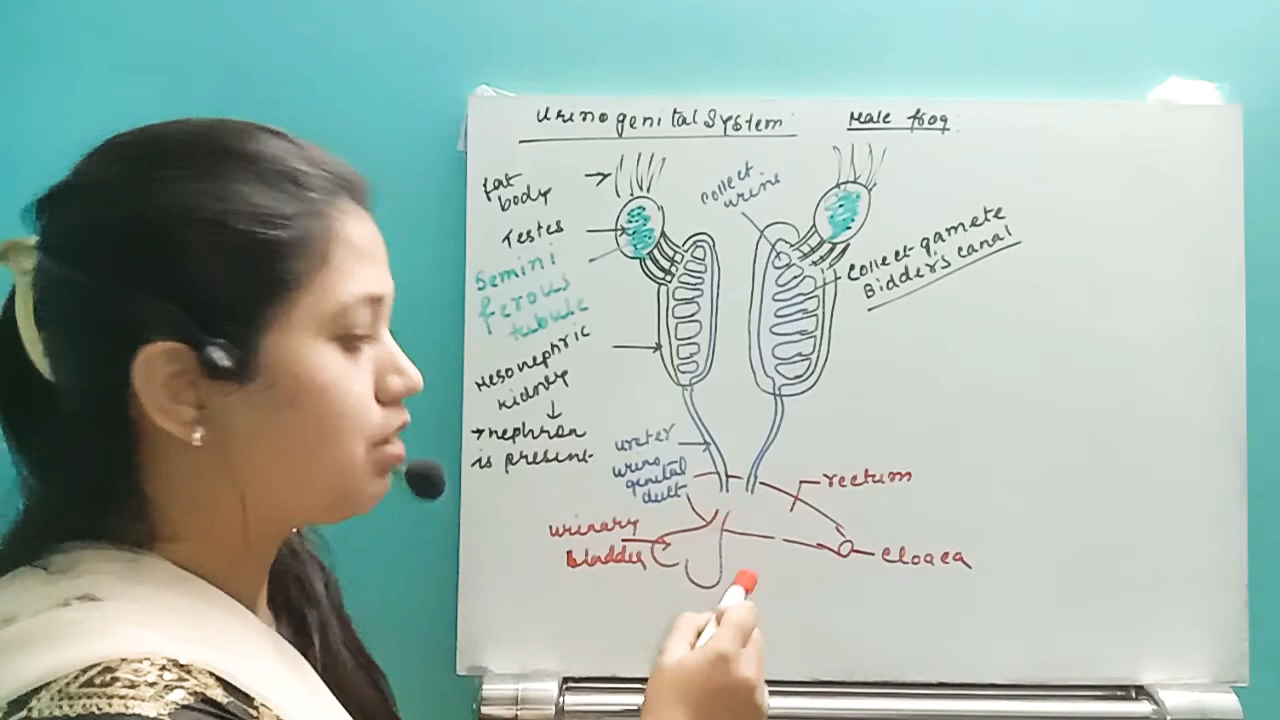 Urinogenital System
Male frog:
fat
body
Testes
Semini
ferous
tubule
Mesonephric
kidney
→nephron
is present
collect
urine
collect gamete
Bidder's canal
ureter
urino
genital
duct
rectum
urinary
bladder
cloaca